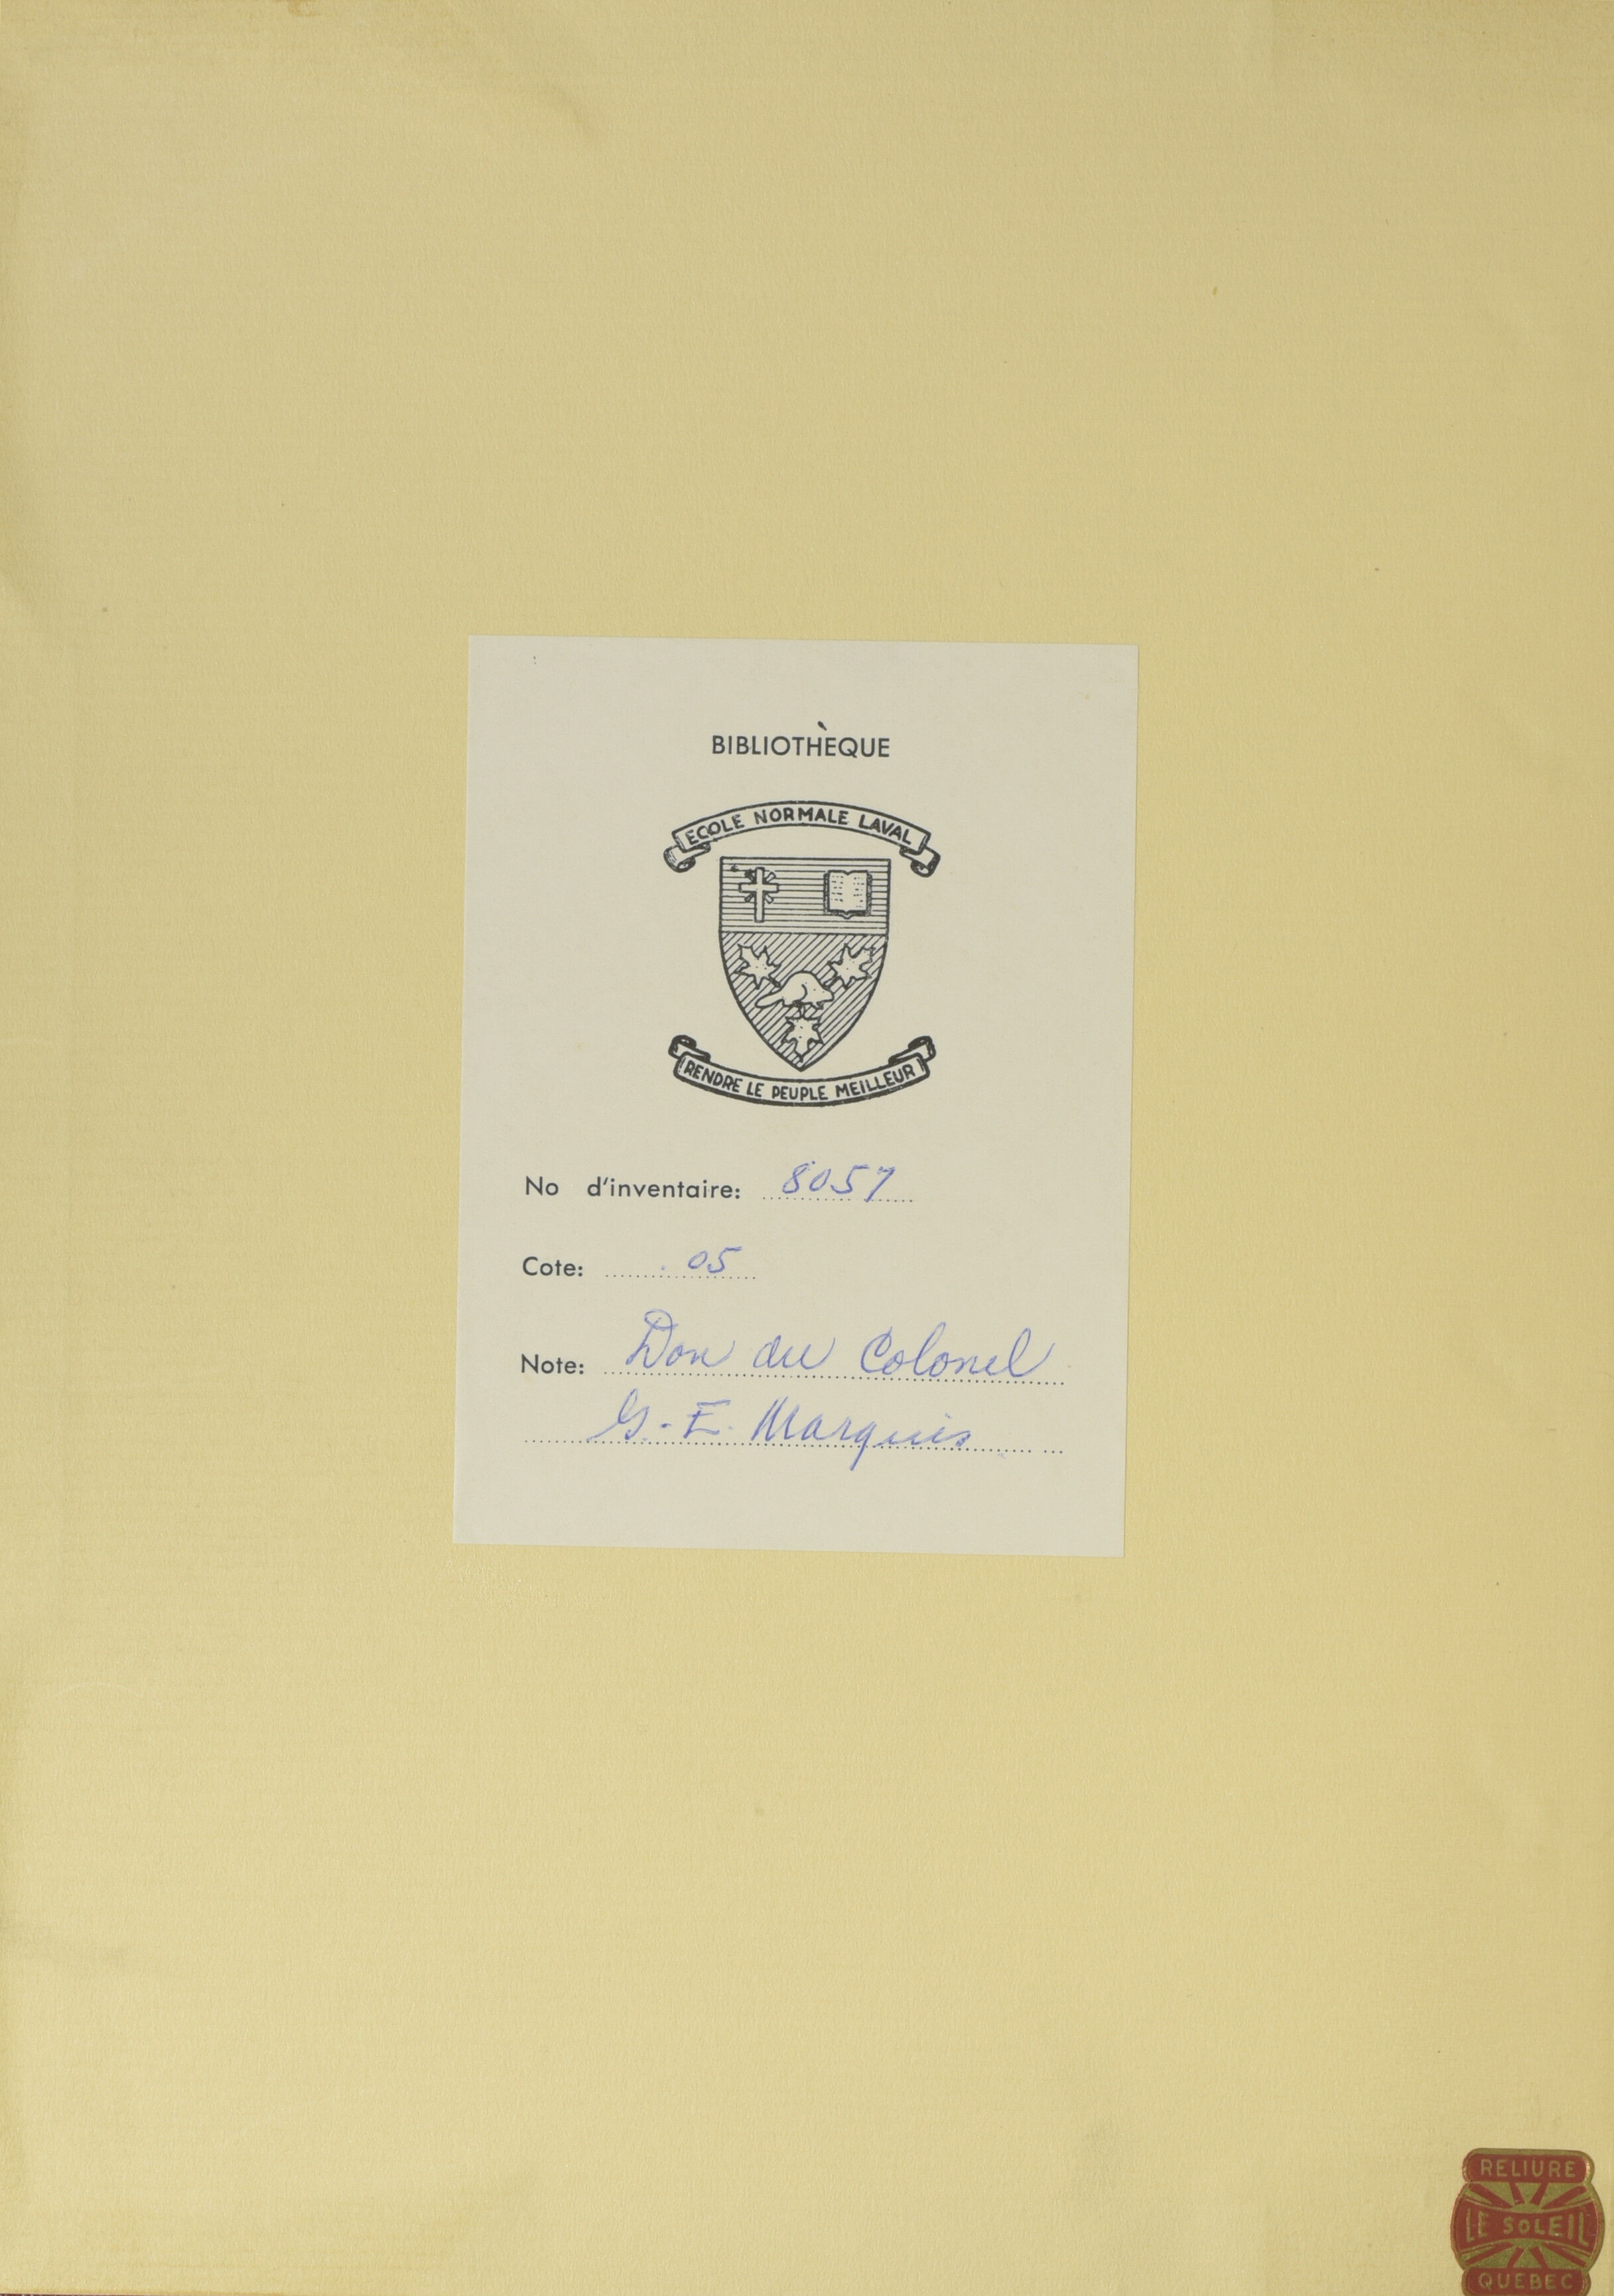 BIBLIOTHÈQUE
ECOLE NORMALE LAVAL
RENDRE LE PEUPLE MEILLEUR
No d'inventaire: 8057
Cote: .05
Note: Don du Colonel
G.-E. Marquis
RELIURE
LE SOLEIL
QUEBEC